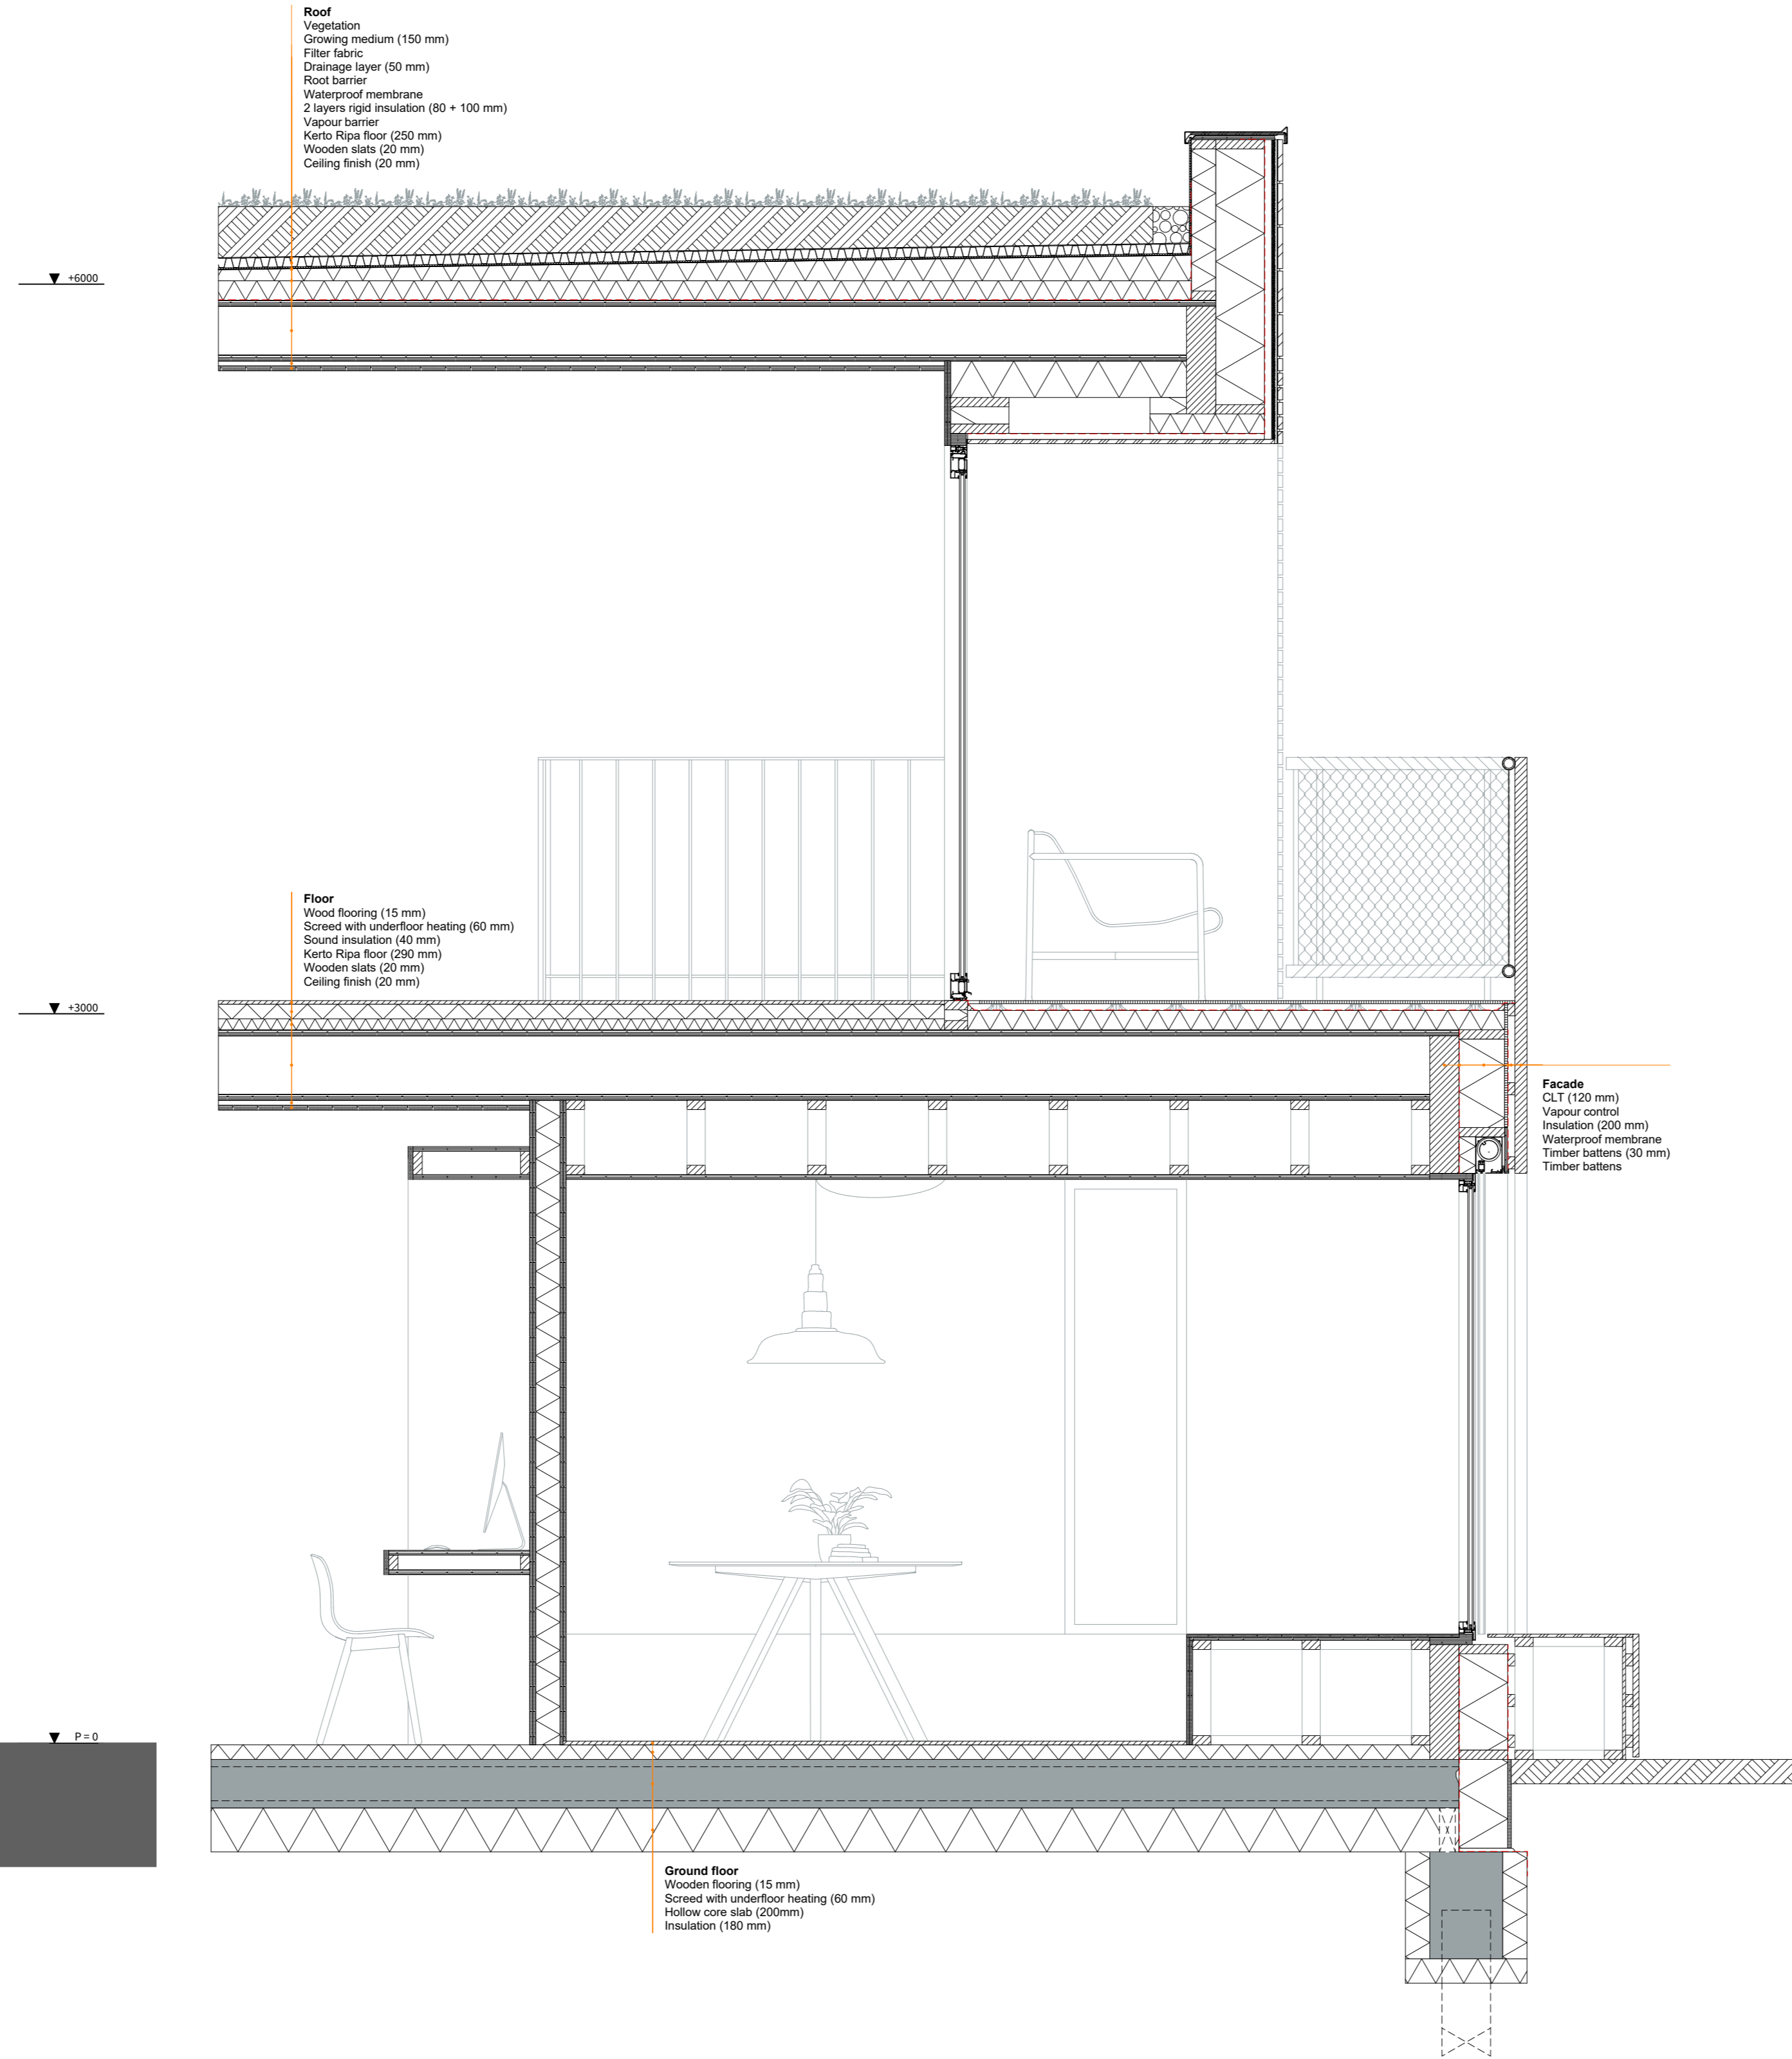 Roof
Vegetation
Growing medium (150 mm)
Filter fabric
Drainage layer (50 mm)
Root barrier
Waterproof membrane
2 layers rigid insulation (80 + 100 mm)
Vapour barrier
Kerto Ripa floor (250 mm)
Wooden slats (20 mm)
Ceiling finish (20 mm)
+6000
Floor
Wood flooring (15 mm)
Screed with underfloor heating (60 mm)
Sound insulation (40 mm)
Kerto Ripa floor (290 mm)
Wooden slats (20 mm)
Ceiling finish (20 mm)
+3000
Facade
CLT (120 mm)
Vapour control
Insulation (200 mm)
Waterproof membrane
Timber battens (30 mm)
Timber battens
P = 0
Ground floor
Wooden flooring (15 mm)
Screed with underfloor heating (60 mm)
Hollow core slab (200mm)
Insulation (180 mm)